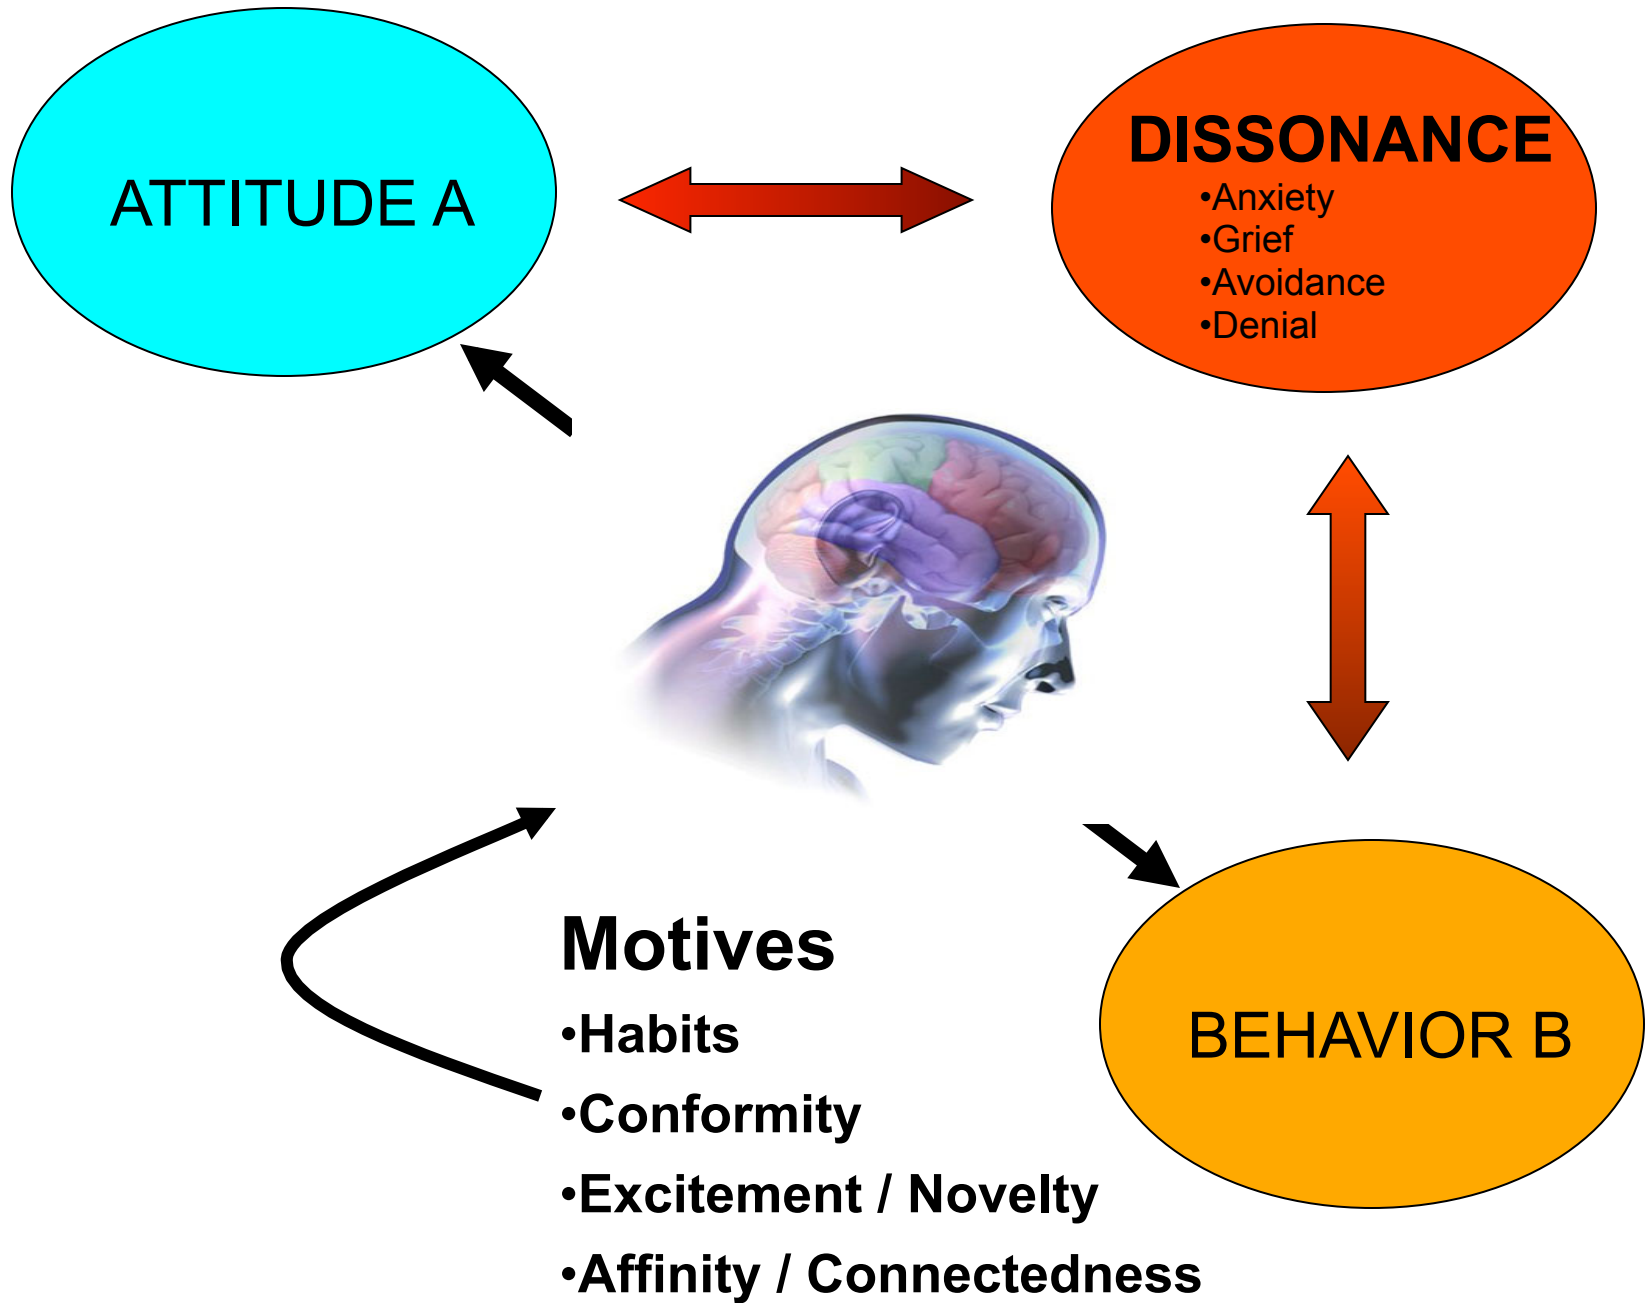 ATTITUDE A
DISSONANCE
•Anxiety
•Grief
•Avoidance
•Denial
Motives
•Habits
•Conformity
•Excitement / Novelty
•Affinity / Connectedness
BEHAVIOR B